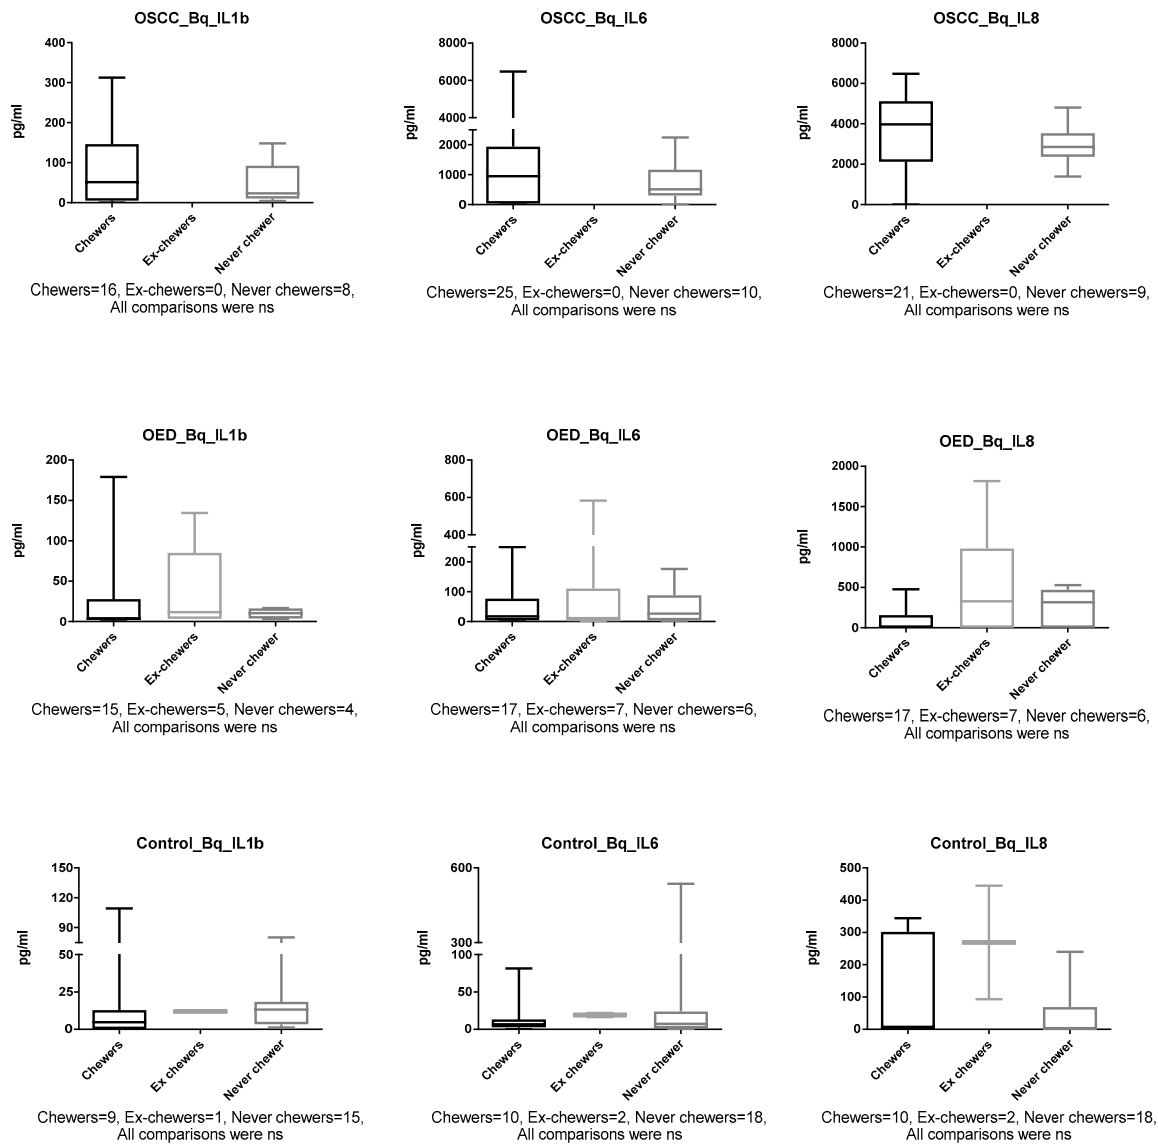 OSCC_Bq_IL1b
400
300
200
100
0
pg/ml
Chewers
Ex-chewers
Never chewer
Chewers=16, Ex-chewers=0, Never chewers=8,
All comparisons were ns
OSCC_Bq_IL6
8000
6000
4000
2000
1000
0
pg/ml
Chewers
Ex-chewers
Never chewer
Chewers=25, Ex-chewers=0, Never chewers=10,
All comparisons were ns
OSCC_Bq_IL8
8000
6000
4000
2000
0
pg/ml
Chewers
Ex-chewers
Never chewer
Chewers=21, Ex-chewers=0, Never chewers=9,
All comparisons were ns
OED_Bq_IL1b
200
150
100
50
0
pg/ml
Chewers
Ex-chewers
Never chewer
Chewers=15, Ex-chewers=5, Never chewers=4,
All comparisons were ns
OED_Bq_IL6
800
600
400
200
100
0
pg/ml
Chewers
Ex-chewers
Never chewer
Chewers=17, Ex-chewers=7, Never chewers=6,
All comparisons were ns
OED_Bq_IL8
2000
1500
1000
500
0
pg/ml
Chewers
Ex-chewers
Never chewer
Chewers=17, Ex-chewers=7, Never chewers=6,
All comparisons were ns
Control_Bq_IL1b
150
120
90
50
25
0
pg/ml
Chewers
Ex chewers
Never chewer
Chewers=9, Ex-chewers=1, Never chewers=15,
All comparisons were ns
Control_Bq_IL6
600
300
100
50
0
pg/ml
Chewers
Ex chewers
Never chewer
Chewers=10, Ex-chewers=2, Never chewers=18,
All comparisons were ns
Control_Bq_IL8
500
400
300
200
100
0
pg/ml
Chewers
Ex chewers
Never chewer
Chewers=10, Ex-chewers=2, Never chewers=18,
All comparisons were ns